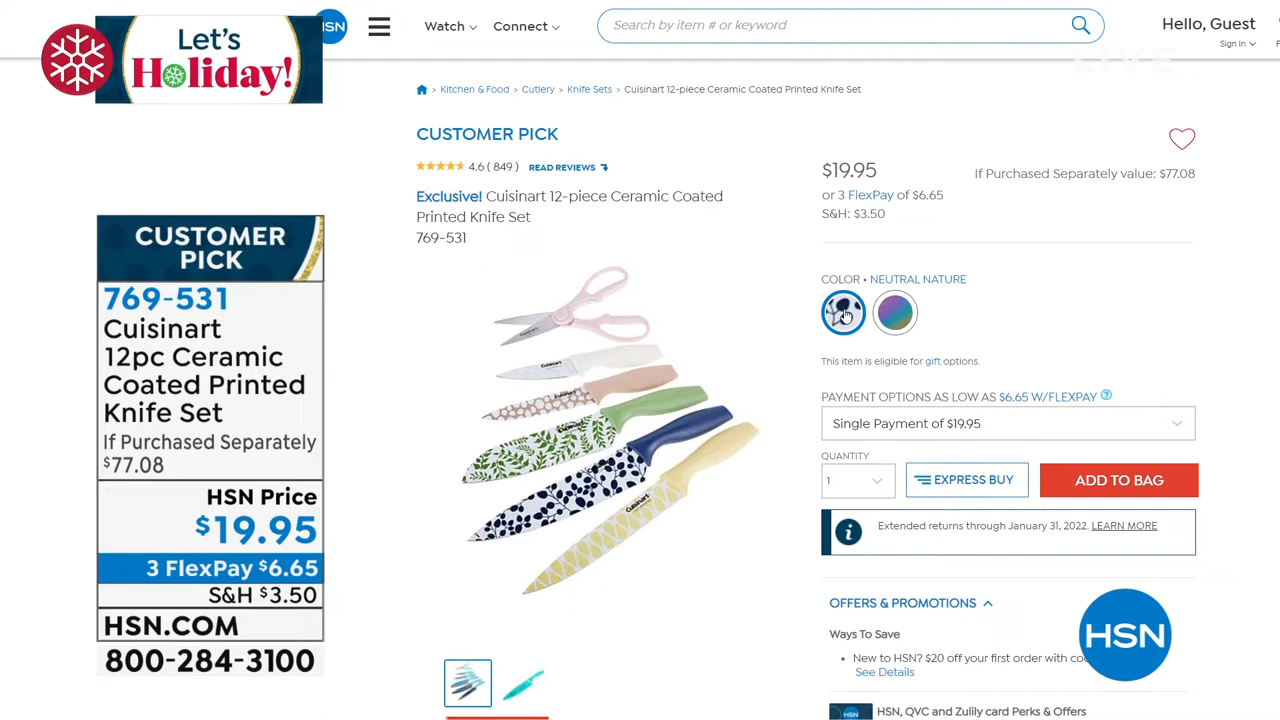 Let's
Holiday!
HSN
Watch
Connect
Search by item # or keyword
Hello, Guest
Sign In
LIVE
> Kitchen & Food > Cutlery > Knife Sets > Cuisinart 12-piece Ceramic Coated Printed Knife Set
CUSTOMER PICK
4.6 ( 849 ) READ REVIEWS
Exclusive! Cuisinart 12-piece Ceramic Coated
Printed Knife Set
769-531
$19.95
If Purchased Separately value: $77.08
or 3 FlexPay of $6.65
S&H: $3.50
COLOR • NEUTRAL NATURE
This item is eligible for gift options.
PAYMENT OPTIONS AS LOW AS $6.65 W/FLEXPAY ?
Single Payment of $19.95
QUANTITY
1
EXPRESS BUY
ADD TO BAG
i Extended returns through January 31, 2022. LEARN MORE
OFFERS & PROMOTIONS
Ways To Save
• New to HSN? $20 off your first order with
See Details
HSN, QVC and Zulily card Perks & Offers
HSN
HSN
CUSTOMER
PICK
769-531
Cuisinart
12pc Ceramic
Coated Printed
Knife Set
If Purchased Separately
$77.08
HSN Price
$19.95
3 FlexPay $6.65
S&H $3.50
HSN.COM
800-284-3100
Cuisinart
Cuisinart
Cuisinart
Cuisinart
Cuisinart
Cuisinart